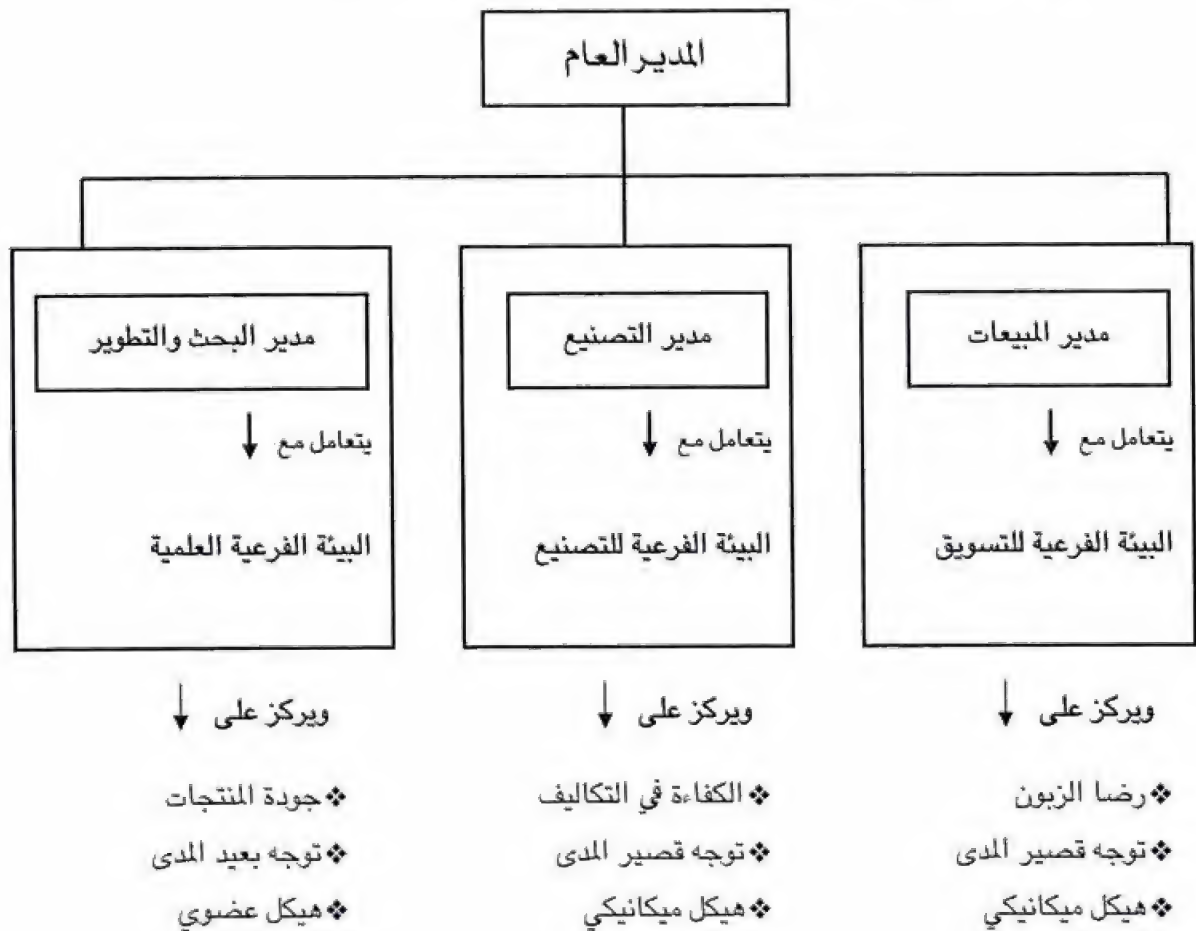 المدير العام
مدير المبيعات
يتعامل مع
البيئة الفرعية للتسويق
ويركز على
❖ رضا الزبون
❖ توجه قصير المدى
❖ هيكل ميكانيكي
مدير التصنيع
يتعامل مع
البيئة الفرعية للتصنيع
ويركز على
❖ الكفاءة في التكاليف
❖ توجه قصير المدى
❖ هيكل ميكانيكي
مدير البحث والتطوير
يتعامل مع
البيئة الفرعية العلمية
ويركز على
❖ جودة المنتجات
❖ توجه بعيد المدى
❖ هيكل عضوي